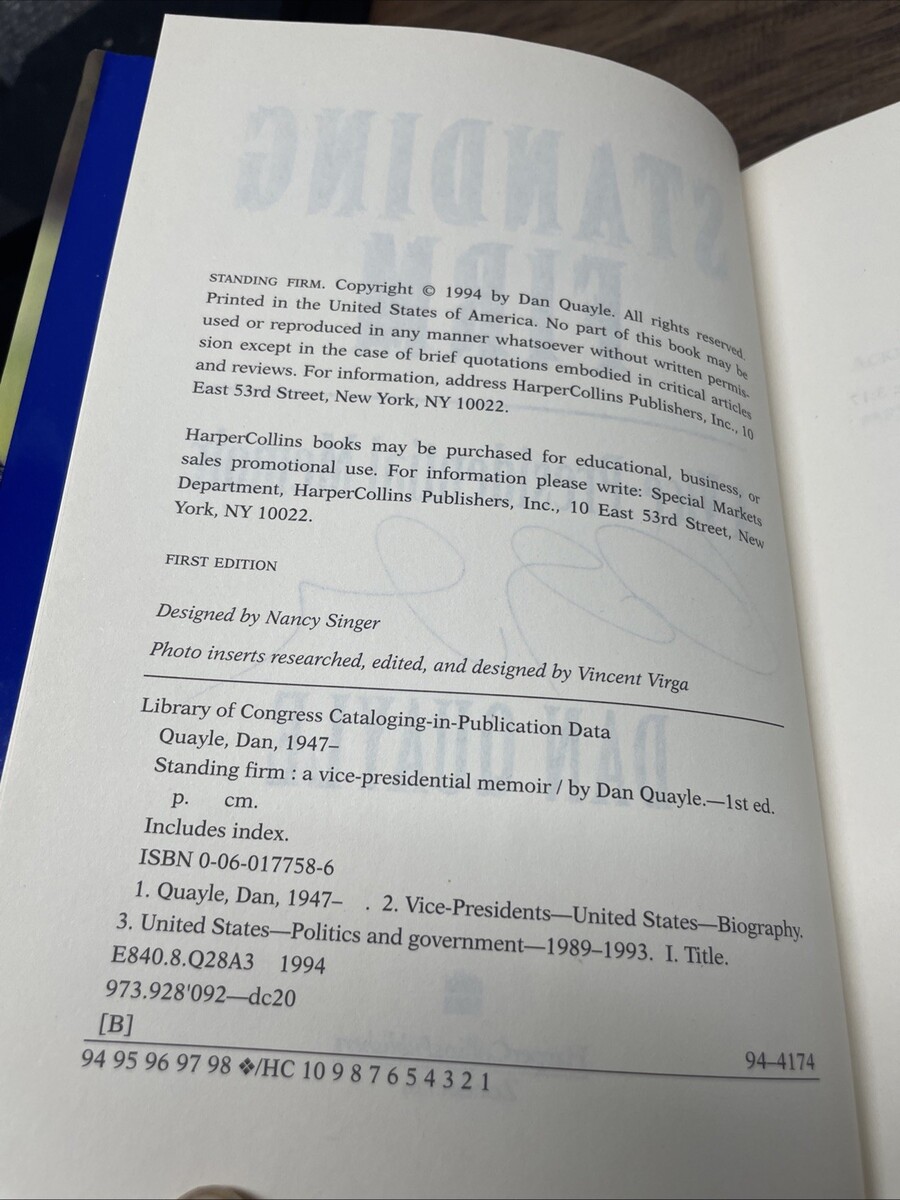 STANDING FIRM. Copyright © 1994 by Dan Quayle. All rights reserved.
Printed in the United States of America. No part of this book may be
used or reproduced in any manner whatsoever without written permis-
sion except in the case of brief quotations embodied in critical articles
and reviews. For information, address HarperCollins Publishers, Inc., 10
East 53rd Street, New York, NY 10022.
HarperCollins books may be purchased for educational, business, or
sales promotional use. For information please write: Special Markets
Department, HarperCollins Publishers, Inc., 10 East 53rd Street, New
York, NY 10022.
FIRST EDITION
Designed by Nancy Singer
Photo inserts researched, edited, and designed by Vincent Virga
Library of Congress Cataloging-in-Publication Data
Quayle, Dan, 1947–
Standing firm : a vice-presidential memoir / by Dan Quayle.—1st ed.
p. cm.
Includes index.
ISBN 0-06-017758-6
1. Quayle, Dan, 1947– . 2. Vice-Presidents—United States—Biography.
3. United States—Politics and government—1989–1993. I. Title.
E840.8.Q28A3 1994
973.928'092—dc20
[B]
94–4174
94 95 96 97 98 ❖/HC 10 9 8 7 6 5 4 3 2 1